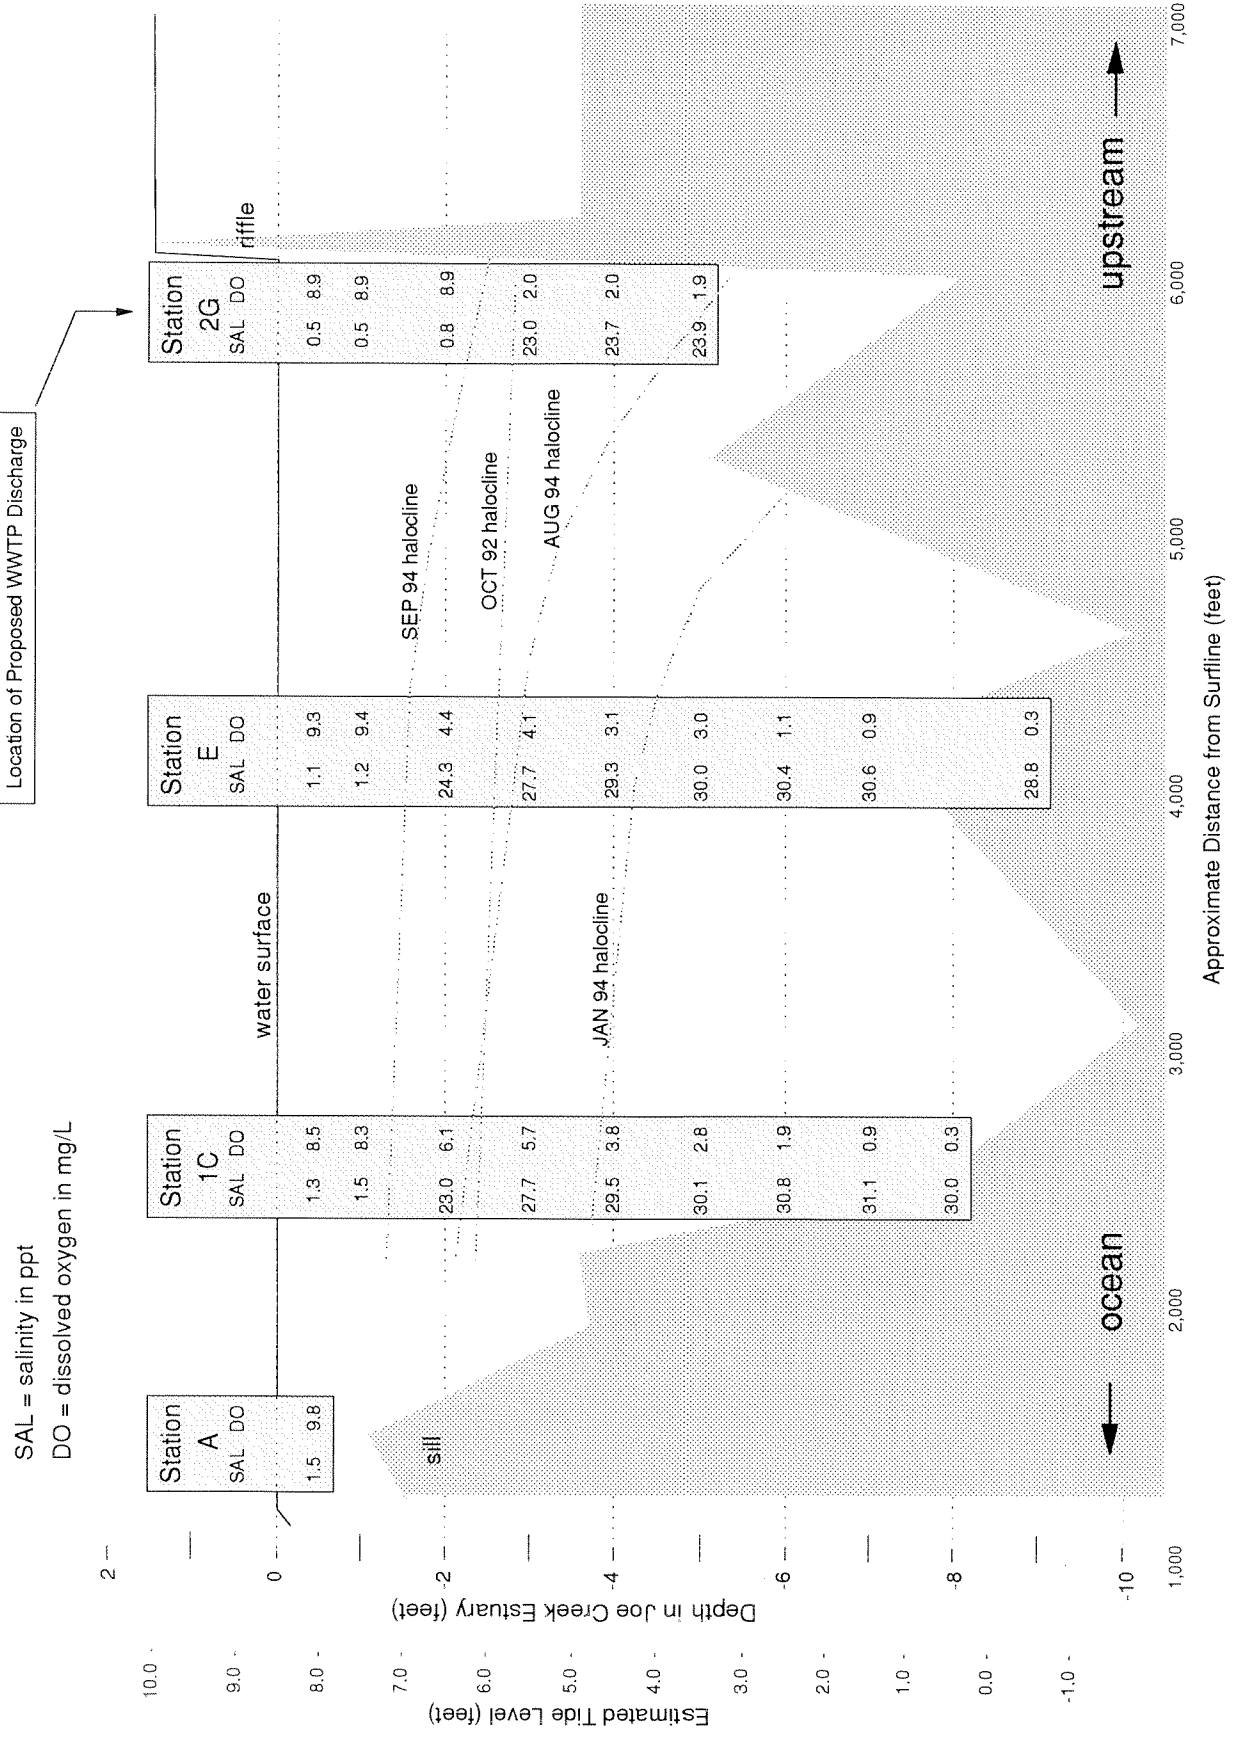 SAL = salinity in ppt
DO = dissolved oxygen in mg/L
Location of Proposed WWTP Discharge
Station
A
SAL DO
1.5 9.8
Station
1C
SAL DO
1.3 8.5
1.5 8.3
23.0 6.1
27.7 5.7
29.5 3.8
30.1 2.8
30.8 1.9
31.1 0.9
30.0 0.3
Station
E
SAL DO
1.1 9.3
1.2 9.4
24.3 4.4
27.7 4.1
29.3 3.1
30.0 3.0
30.4 1.1
30.6 0.9
28.8 0.3
Station
2G
SAL DO
0.5 8.9
0.5 8.9
0.8 8.9
23.0 2.0
23.7 2.0
23.9 1.9
riffle
water surface
sill
SEP 94 halocline
OCT 92 halocline
AUG 94 halocline
JAN 94 halocline
ocean
upstream
Estimated Tide Level (feet)
10.0
9.0
8.0
7.0
6.0
5.0
4.0
3.0
2.0
1.0
0.0
-1.0
Depth in Joe Creek Estuary (feet)
2
0
-2
-4
-6
-8
-10
1,000
2,000
3,000
4,000
5,000
6,000
7,000
Approximate Distance from Surfline (feet)